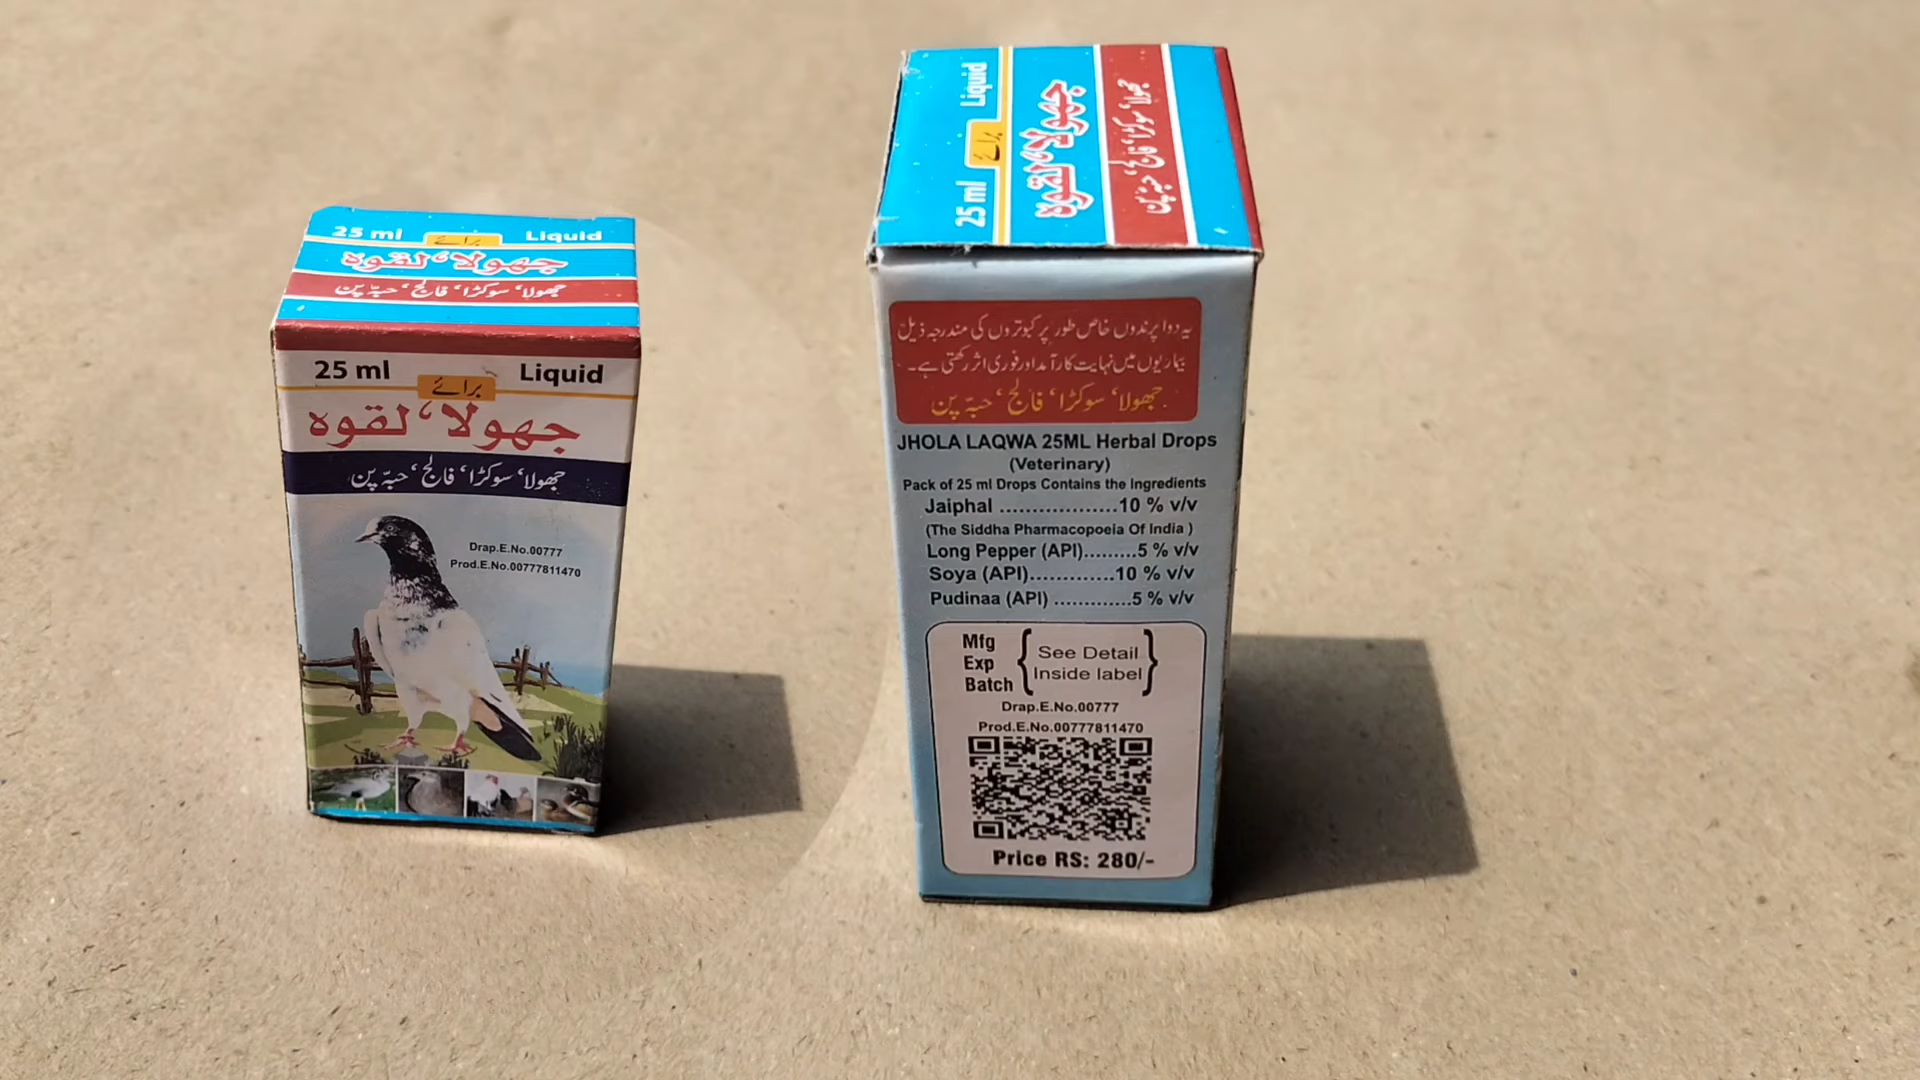 25 ml Liquid
برائے
جھولا، لقوہ
جھولا، سوکڑا، فالج، حبہّ پن
25 ml Liquid
برائے
جھولا، لقوہ
جھولا، سوکڑا، فالج، حبہّ پن
Drap.E.No.00777
Prod.E.No.00777811470
25 ml Liquid
برائے
جھولا، لقوہ
جھولا، سوکڑا، فالج، حبہّ پن
یہ دوا پرندوں خاص طور پر کبوتروں کی مندرجہ ذیل
بیماریوں میں نہایت کارآمد اور فوری اثر رکھتی ہے۔
جھولا، سوکڑا، فالج، حبہّ پن
JHOLA LAQWA 25ML Herbal Drops
(Veterinary)
Pack of 25 ml Drops Contains the Ingredients
Jaiphal ..................10 % v/v
(The Siddha Pharmacopoeia Of India )
Long Pepper (API).........5 % v/v
Soya (API).............10 % v/v
Pudinaa (API) .............5 % v/v
Mfg
Exp
Batch
See Detail
Inside label
Drap.E.No.00777
Prod.E.No.00777811470
Price RS: 280/-